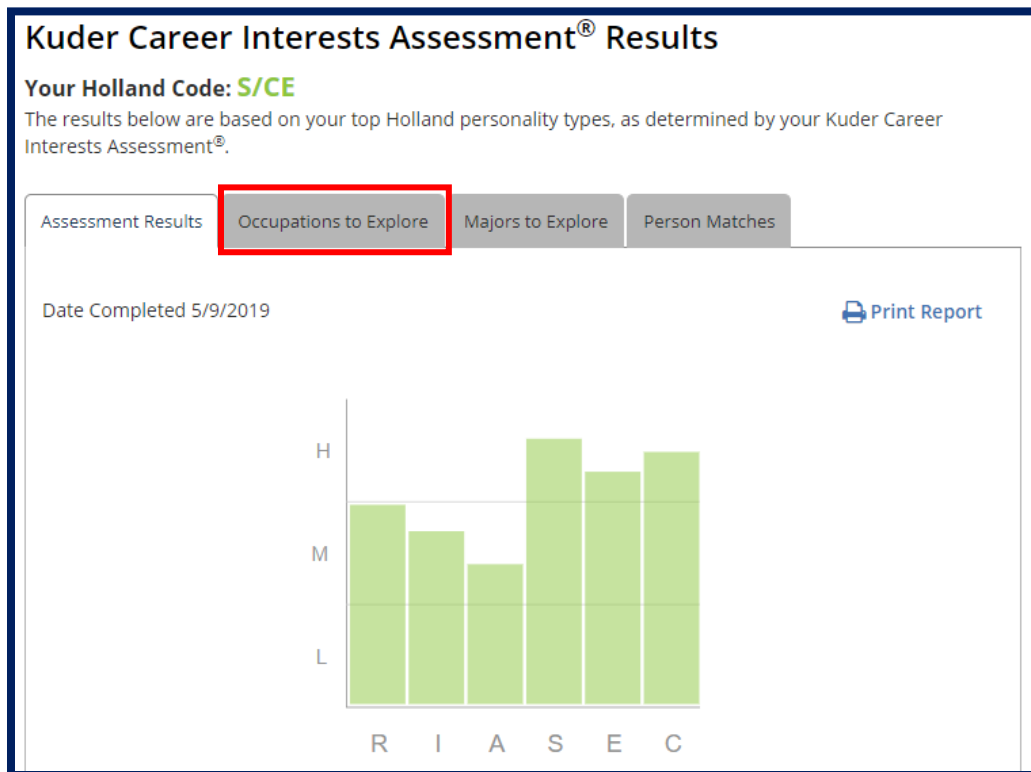 Kuder Career Interests Assessment® Results
Your Holland Code: S/CE
The results below are based on your top Holland personality types, as determined by your Kuder Career
Interests Assessment®.
Assessment Results Occupations to Explore Majors to Explore Person Matches
Date Completed 5/9/2019 Print Report
H
M
L
R I A S E C